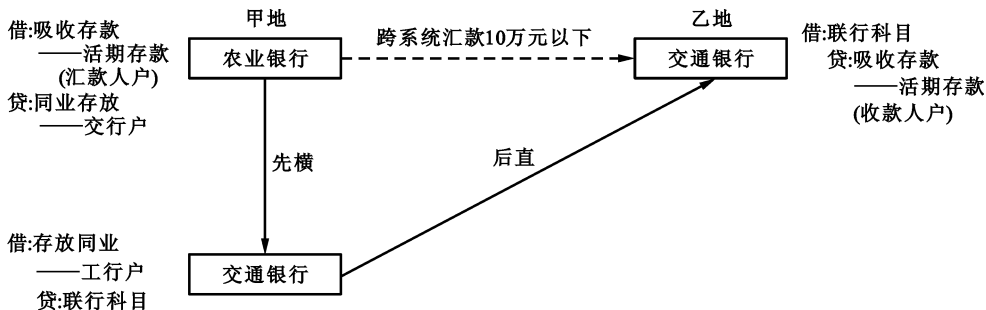 甲地
乙地
借:吸收存款
——活期存款
(汇款人户)
贷:同业存放
——交行户
农业银行
跨系统汇款10万元以下
交通银行
借:联行科目
贷:吸收存款
——活期存款
(收款人户)
先横
后直
借:存放同业
——工行户
贷:联行科目
交通银行